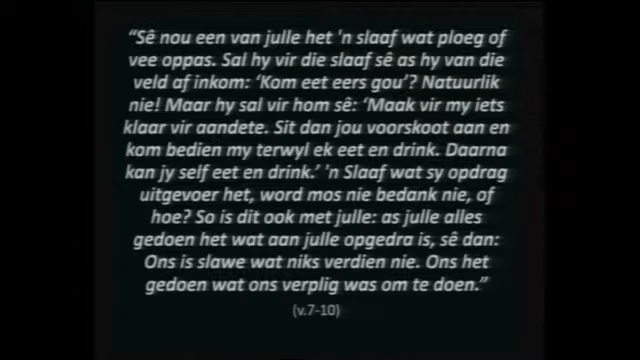 “Sê nou een van julle het 'n slaaf wat ploeg of
vee oppas. Sal hy vir die slaaf sê as hy van die
veld af inkom: ‘Kom eet eers gou’? Natuurlik
nie! Maar hy sal vir hom sê: ‘Maak vir my iets
klaar vir aandete. Sit dan jou voorskoot aan en
kom bedien my terwyl ek eet en drink. Daarna
kan jy self eet en drink.’ 'n Slaaf wat sy opdrag
uitgevoer het, word mos nie bedank nie, of
hoe? So is dit ook met julle: as julle alles
gedoen het wat aan julle opgedra is, sê dan:
Ons is slawe wat niks verdien nie. Ons het
gedoen wat ons verplig was om te doen.”
(v.7-10)